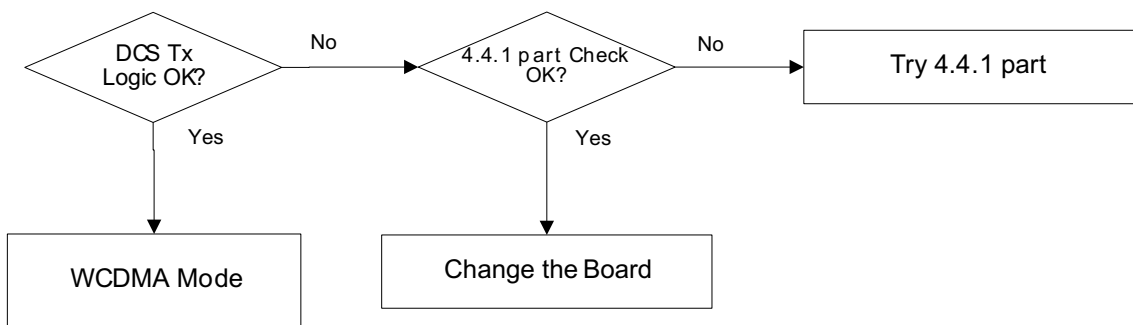 DCS Tx
Logic OK?
No
4.4.1 part Check
OK?
No
Try 4.4.1 part
Yes
Yes
WCDMA Mode
Change the Board